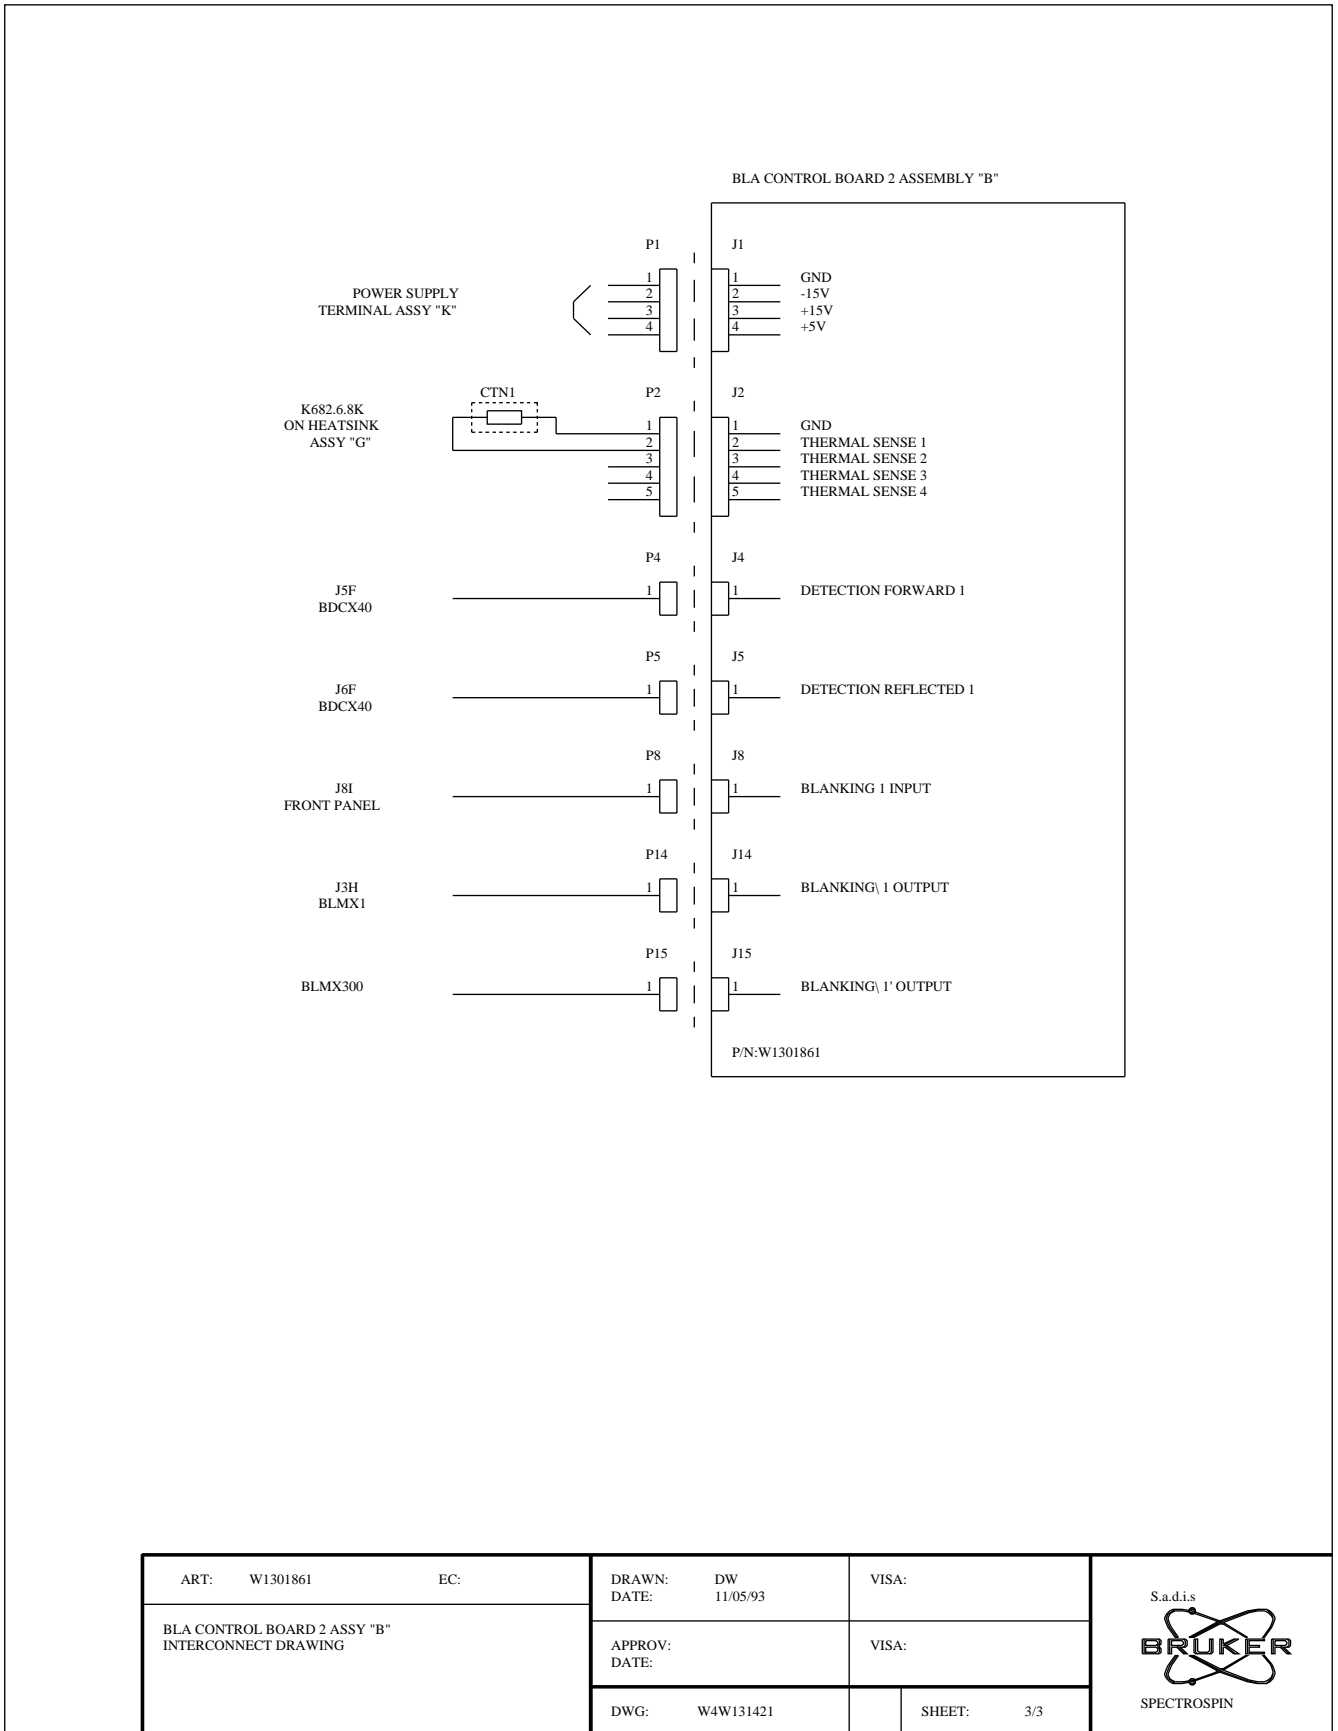 BLA CONTROL BOARD 2 ASSEMBLY "B"
P1 J1
POWER SUPPLY
TERMINAL ASSY "K"
1 1 GND
2 2 -15V
3 3 +15V
4 4 +5V
CTN1 P2 J2
K682.6.8K
ON HEATSINK
ASSY "G"
1 1 GND
2 2 THERMAL SENSE 1
3 3 THERMAL SENSE 2
4 4 THERMAL SENSE 3
5 5 THERMAL SENSE 4
P4 J4
J5F 1 1 DETECTION FORWARD 1
BDCX40
P5 J5
J6F 1 1 DETECTION REFLECTED 1
BDCX40
P8 J8
J8I 1 1 BLANKING 1 INPUT
FRONT PANEL
P14 J14
J3H 1 1 BLANKING\ 1 OUTPUT
BLMX1
P15 J15
BLMX300 1 1 BLANKING\ 1' OUTPUT
P/N:W1301861
ART: W1301861 EC:
BLA CONTROL BOARD 2 ASSY "B"
INTERCONNECT DRAWING
DRAWN: DW
DATE: 11/05/93
VISA:
APPROV:
DATE:
VISA:
DWG: W4W131421
SHEET: 3/3
S.a.d.i.s
BRUKER
SPECTROSPIN